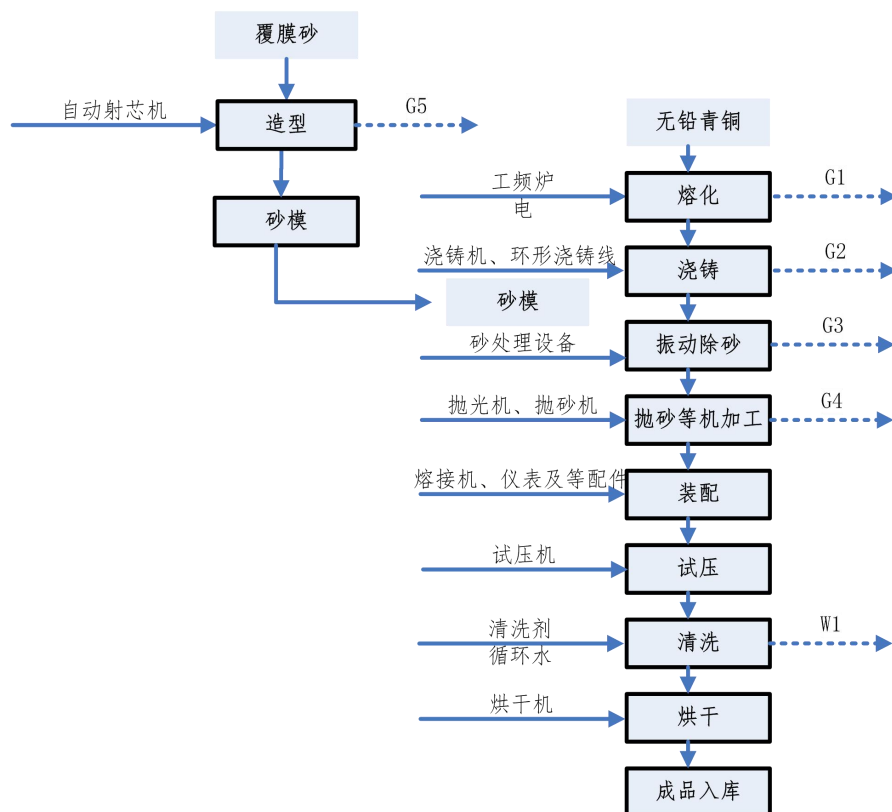 覆膜砂
自动射芯机
造型
G5
砂模
砂模
无铅青铜
工频炉
电
熔化
G1
浇铸机、环形浇铸线
浇铸
G2
砂处理设备
振动除砂
G3
抛光机、抛砂机
抛砂等机加工
G4
熔接机、仪表及等配件
装配
试压机
试压
清洗剂
循环水
清洗
W1
烘干机
烘干
成品入库